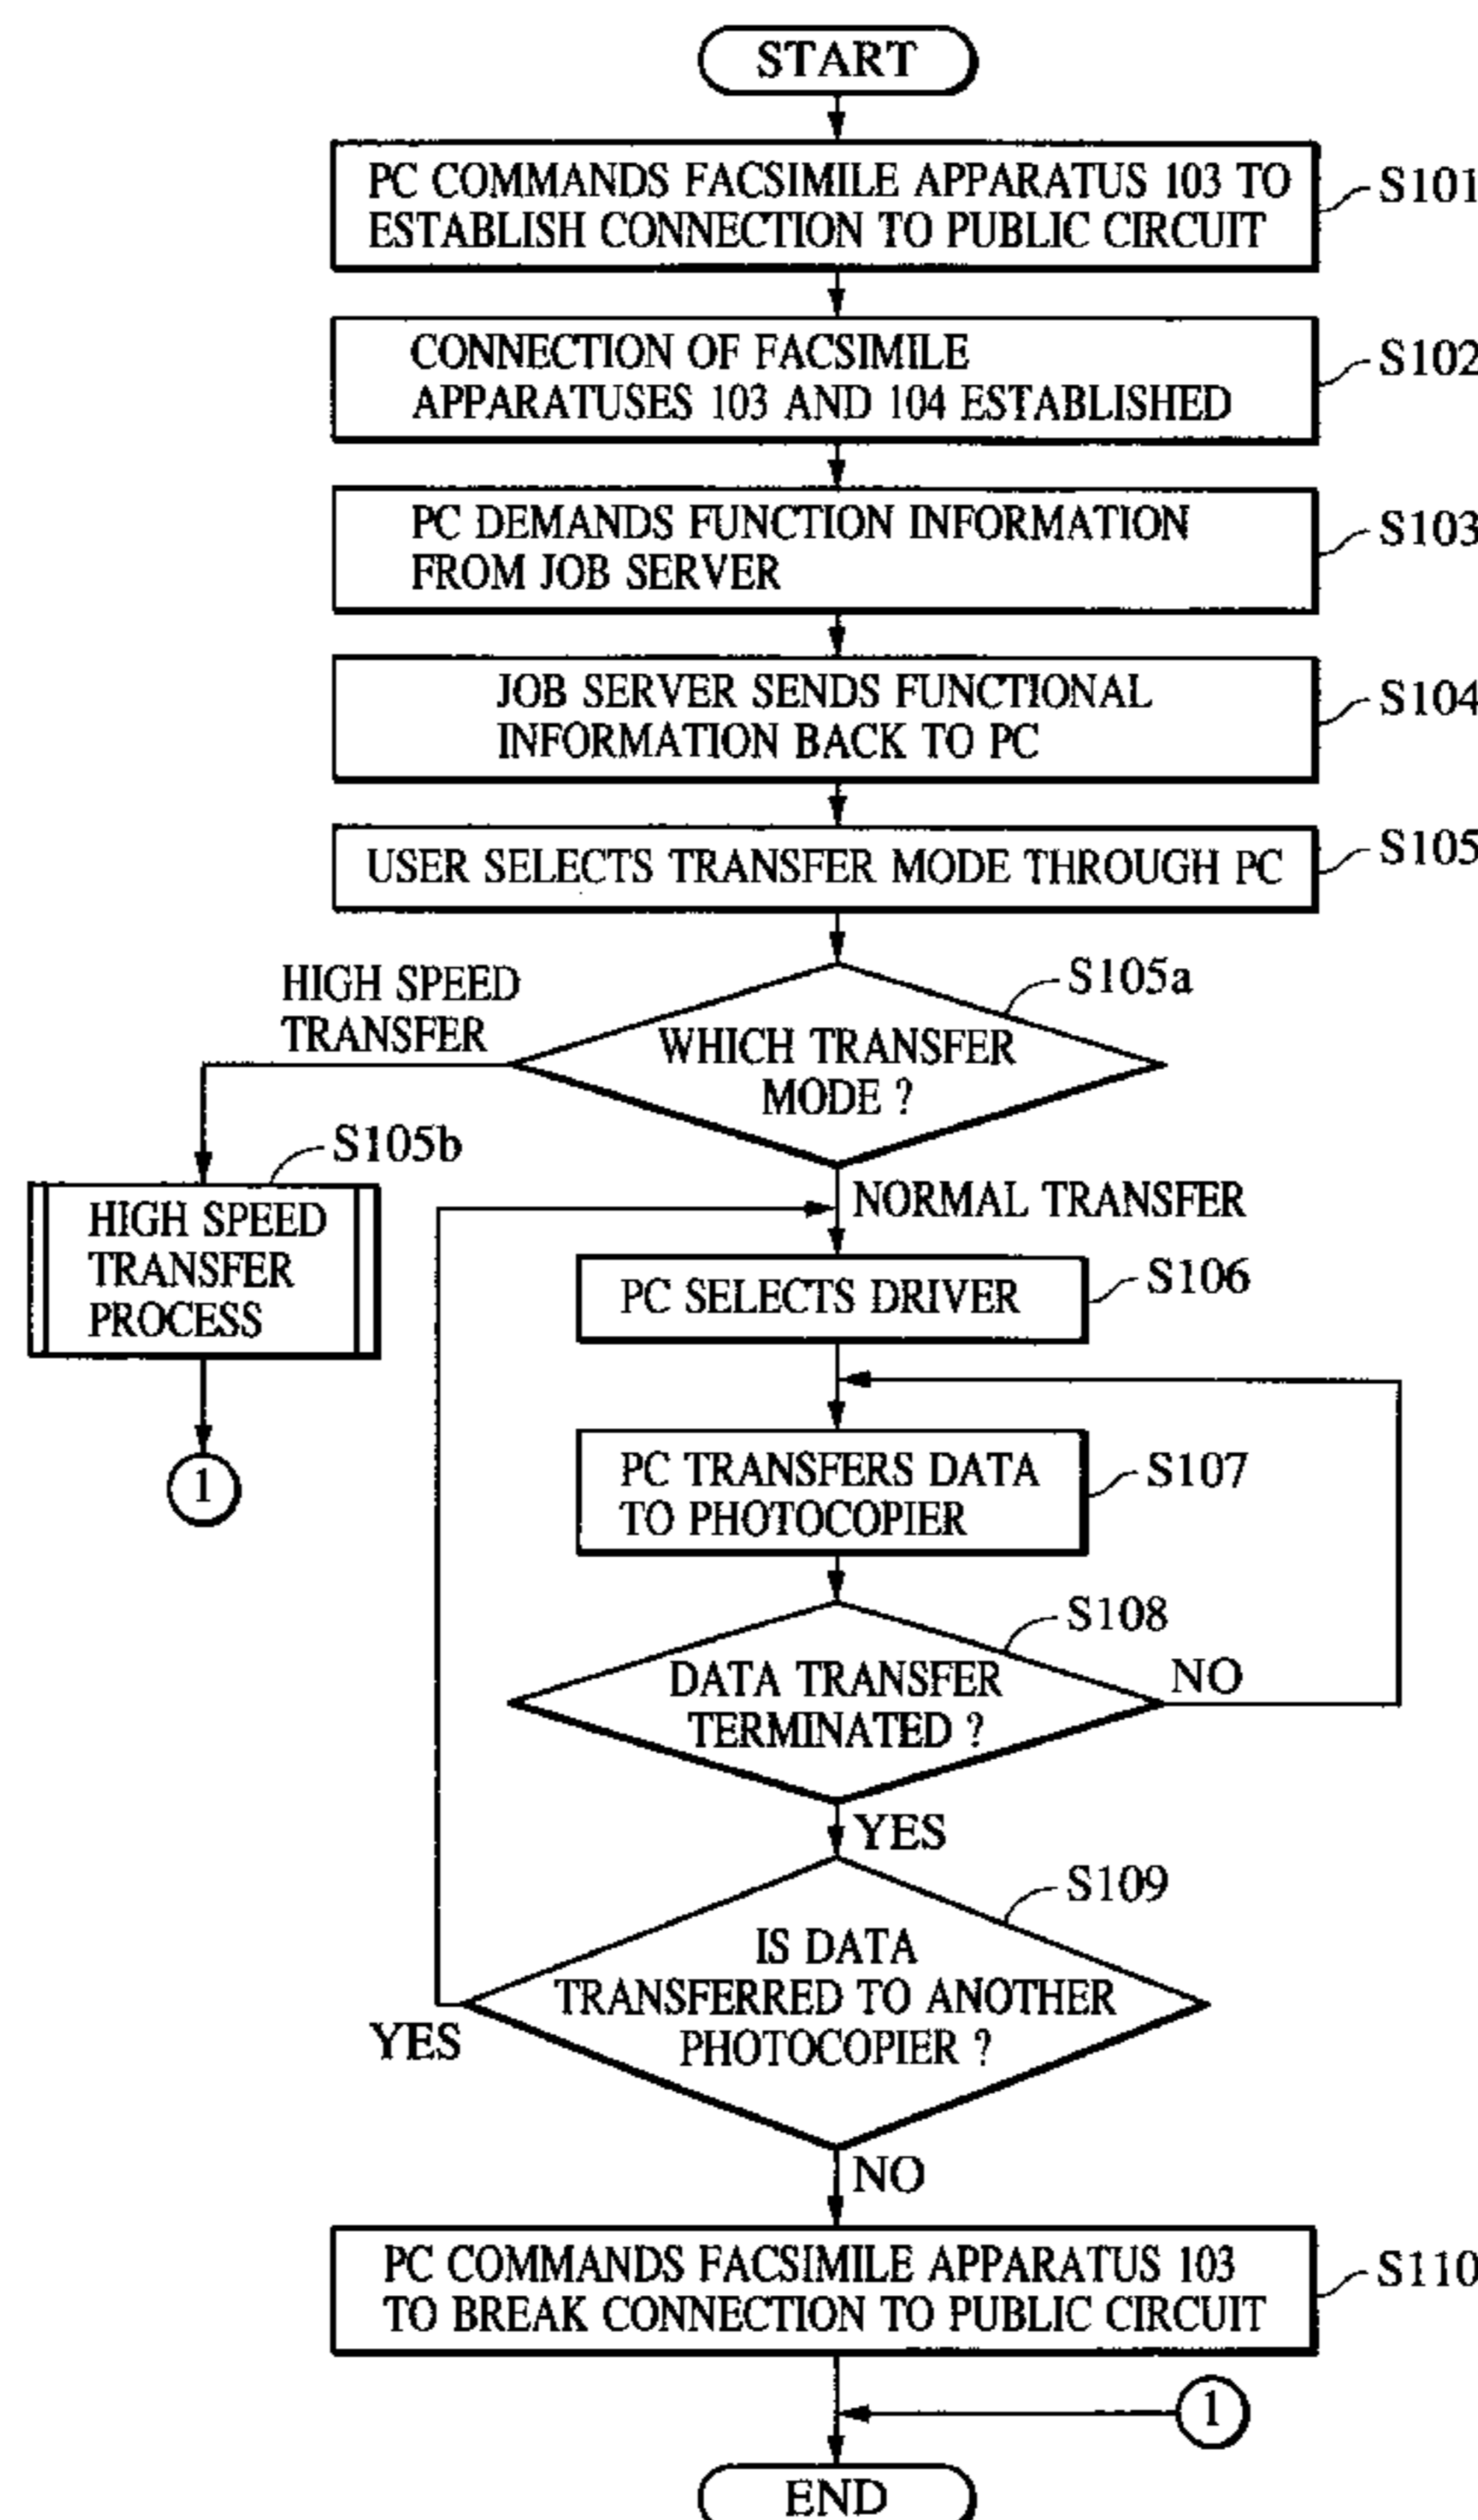 START
PC COMMANDS FACSIMILE APPARATUS 103 TO
ESTABLISH CONNECTION TO PUBLIC CIRCUIT
S101
CONNECTION OF FACSIMILE
APPARATUSES 103 AND 104 ESTABLISHED
S102
PC DEMANDS FUNCTION INFORMATION
FROM JOB SERVER
S103
JOB SERVER SENDS FUNCTIONAL
INFORMATION BACK TO PC
S104
USER SELECTS TRANSFER MODE THROUGH PC
S105
HIGH SPEED
TRANSFER
S105a
WHICH TRANSFER
MODE ?
S105b
HIGH SPEED
TRANSFER
PROCESS
1
NORMAL TRANSFER
PC SELECTS DRIVER
S106
PC TRANSFERS DATA
TO PHOTOCOPIER
S107
S108
DATA TRANSFER
TERMINATED ?
NO
YES
S109
IS DATA
TRANSFERRED TO ANOTHER
PHOTOCOPIER ?
YES
NO
PC COMMANDS FACSIMILE APPARATUS 103
TO BREAK CONNECTION TO PUBLIC CIRCUIT
S110
1
END